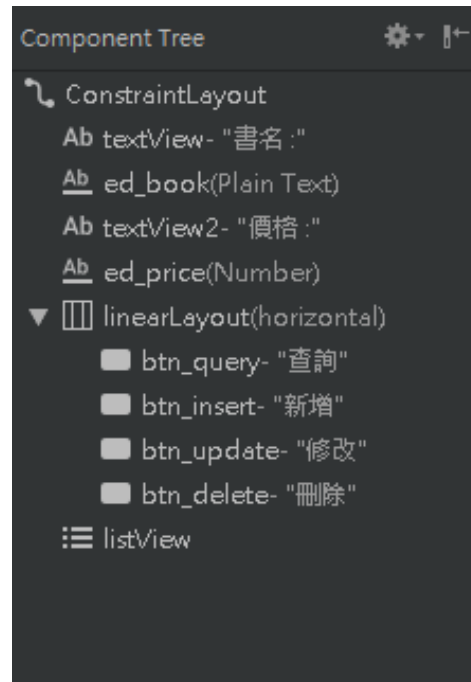 Component Tree
ConstraintLayout
Ab textView- "書名 :"
Ab ed_book(Plain Text)
Ab textView2- "價格 :"
Ab ed_price(Number)
linearLayout(horizontal)
btn_query- "查詢"
btn_insert- "新增"
btn_update- "修改"
btn_delete- "刪除"
listView